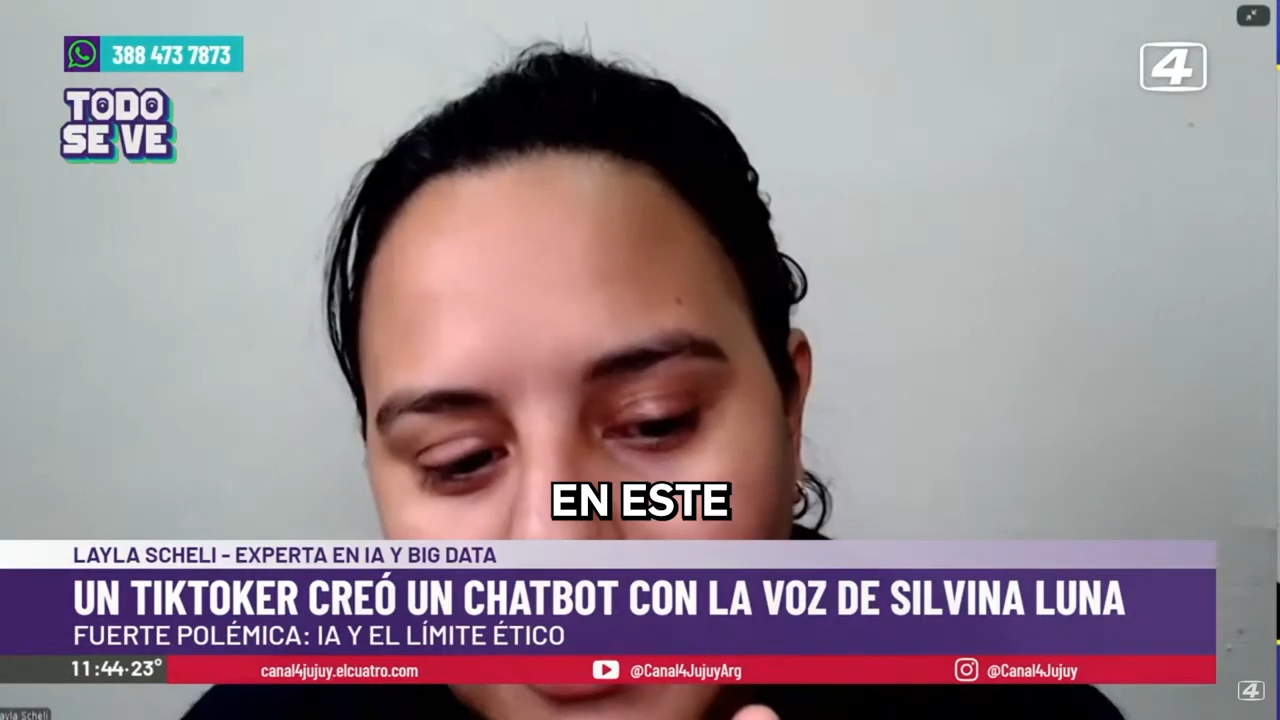 388 473 7873
4
TODO
SE VE
EN ESTE
LAYLA SCHELI - EXPERTA EN IA Y BIG DATA
UN TIKTOKER CREÓ UN CHATBOT CON LA VOZ DE SILVINA LUNA
FUERTE POLÉMICA: IA Y EL LÍMITE ÉTICO
11:44·23°
canal4jujuy.elcuatro.com
@Canal4JujuyArg
@Canal4Jujuy
4
ayla Scheli